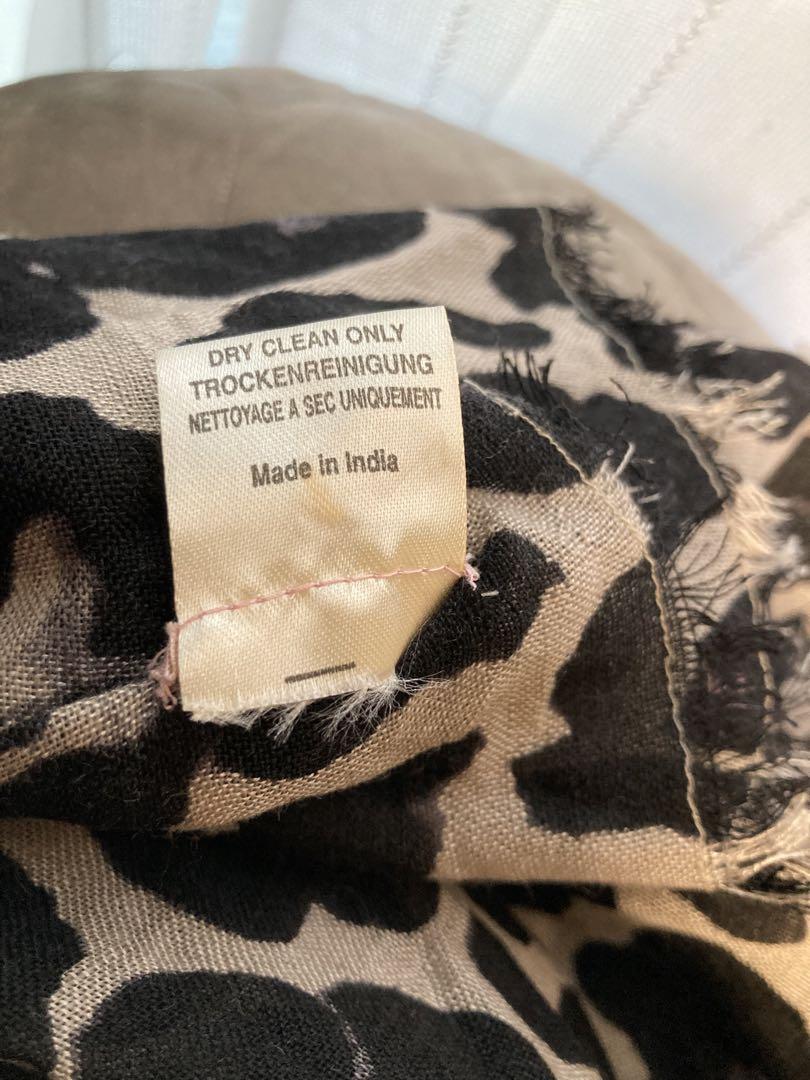 DRY CLEAN ONLY
TROCKENREINIGUNG
NETTOYAGE A SEC UNIQUEMENT
Made in India